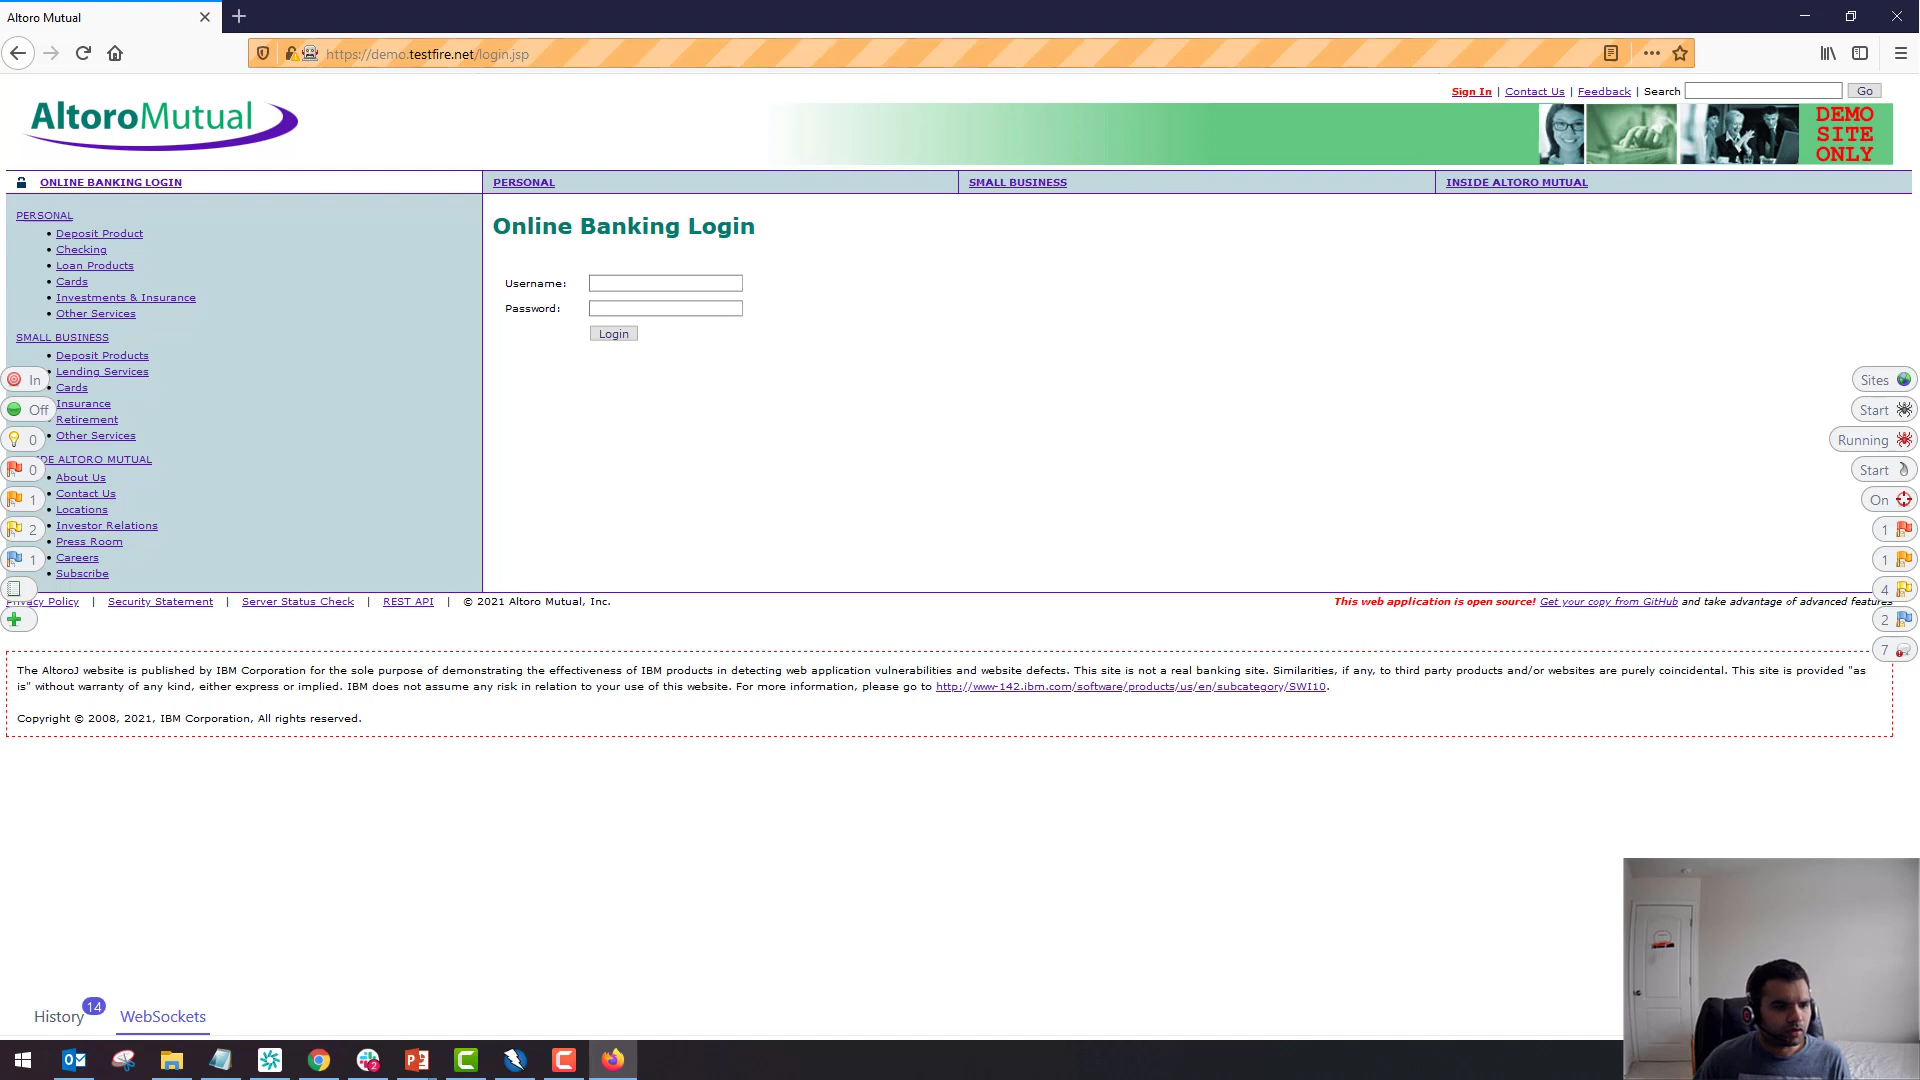 Altoro Mutual
https://demo.testfire.net/login.jsp
Sign In | Contact Us | Feedback | Search Go
AltoroMutual
DEMO
SITE
ONLY
ONLINE BANKING LOGIN
PERSONAL
SMALL BUSINESS
INSIDE ALTORO MUTUAL
PERSONAL
Deposit Product
Checking
Loan Products
Cards
Investments & Insurance
Other Services
SMALL BUSINESS
Deposit Products
Lending Services
Cards
Insurance
Retirement
Other Services
IDE ALTORO MUTUAL
About Us
Contact Us
Locations
Investor Relations
Press Room
Careers
Subscribe
In
Off
0
0
1
2
1
Online Banking Login
Username:
Password:
Login
Sites
Start
Running
Start
On
1
1
4
2
7
Privacy Policy | Security Statement | Server Status Check | REST API | © 2021 Altoro Mutual, Inc.
This web application is open source! Get your copy from GitHub and take advantage of advanced features
The AltoroJ website is published by IBM Corporation for the sole purpose of demonstrating the effectiveness of IBM products in detecting web application vulnerabilities and website defects. This site is not a real banking site. Similarities, if any, to third party products and/or websites are purely coincidental. This site is provided "as
is" without warranty of any kind, either express or implied. IBM does not assume any risk in relation to your use of this website. For more information, please go to http://www-142.ibm.com/software/products/us/en/subcategory/SWI10.
Copyright © 2008, 2021, IBM Corporation, All rights reserved.
History 14 WebSockets
2